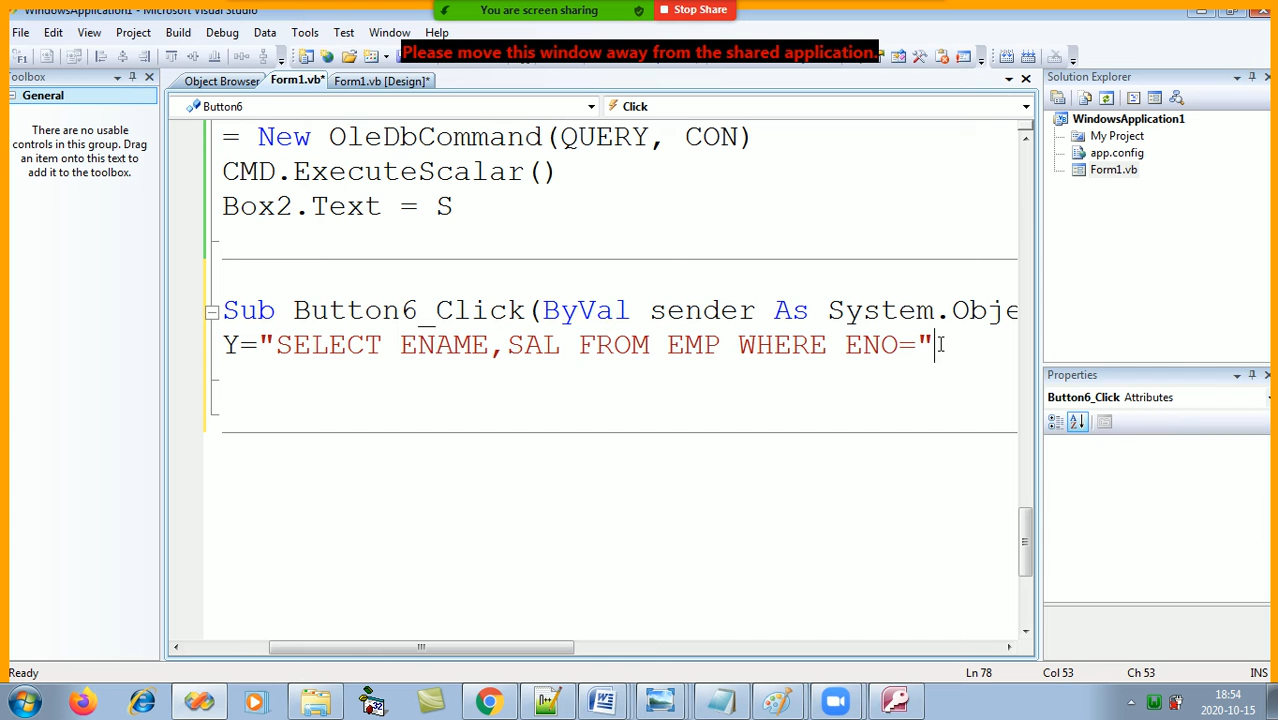 WindowsApplication1 - Microsoft Visual Studio
You are screen sharing
Stop Share
File Edit View Project Build Debug Data Tools Test Window Help
Please move this window away from the shared application.
Toolbox
General
There are no usable
controls in this group. Drag
an item onto this text to
add it to the toolbox.
Object Browser Form1.vb* Form1.vb [Design]*
Button6 Click
= New OleDbCommand(QUERY, CON)
CMD.ExecuteScalar()
Box2.Text = S
Sub Button6_Click(ByVal sender As System.Obje
Y="SELECT ENAME,SAL FROM EMP WHERE ENO="
Solution Explorer
WindowsApplication1
My Project
app.config
Form1.vb
Properties
Button6_Click Attributes
Ready Ln 78 Col 53 Ch 53 INS
18:54
2020-10-15